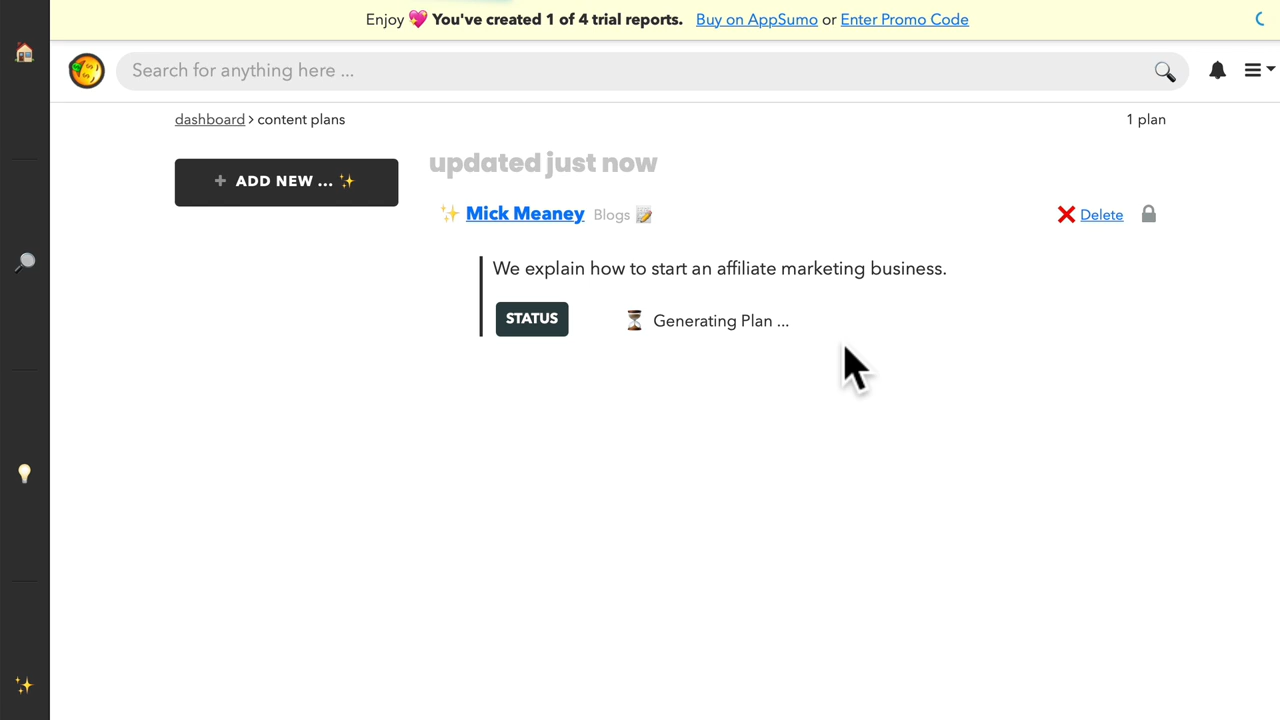 Enjoy 💖 You've created 1 of 4 trial reports. Buy on AppSumo or Enter Promo Code
Search for anything here ...
dashboard > content plans
1 plan
+ ADD NEW ... ✨
updated just now
✨ Mick Meaney Blogs 📝
❌ Delete 🔒
We explain how to start an affiliate marketing business.
STATUS
⏳ Generating Plan ...